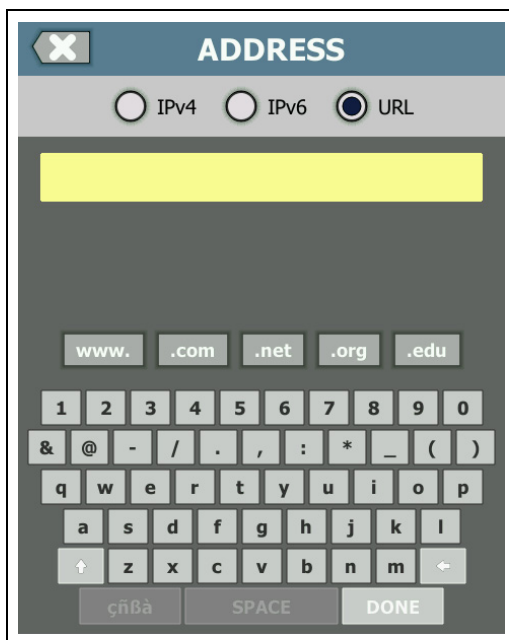 ADDRESS
IPv4 IPv6 URL
www. .com .net .org .edu
1 2 3 4 5 6 7 8 9 0
& @ - / . , : * _ ( )
q w e r t y u i o p
a s d f g h j k l
z x c v b n m
çñßà SPACE DONE